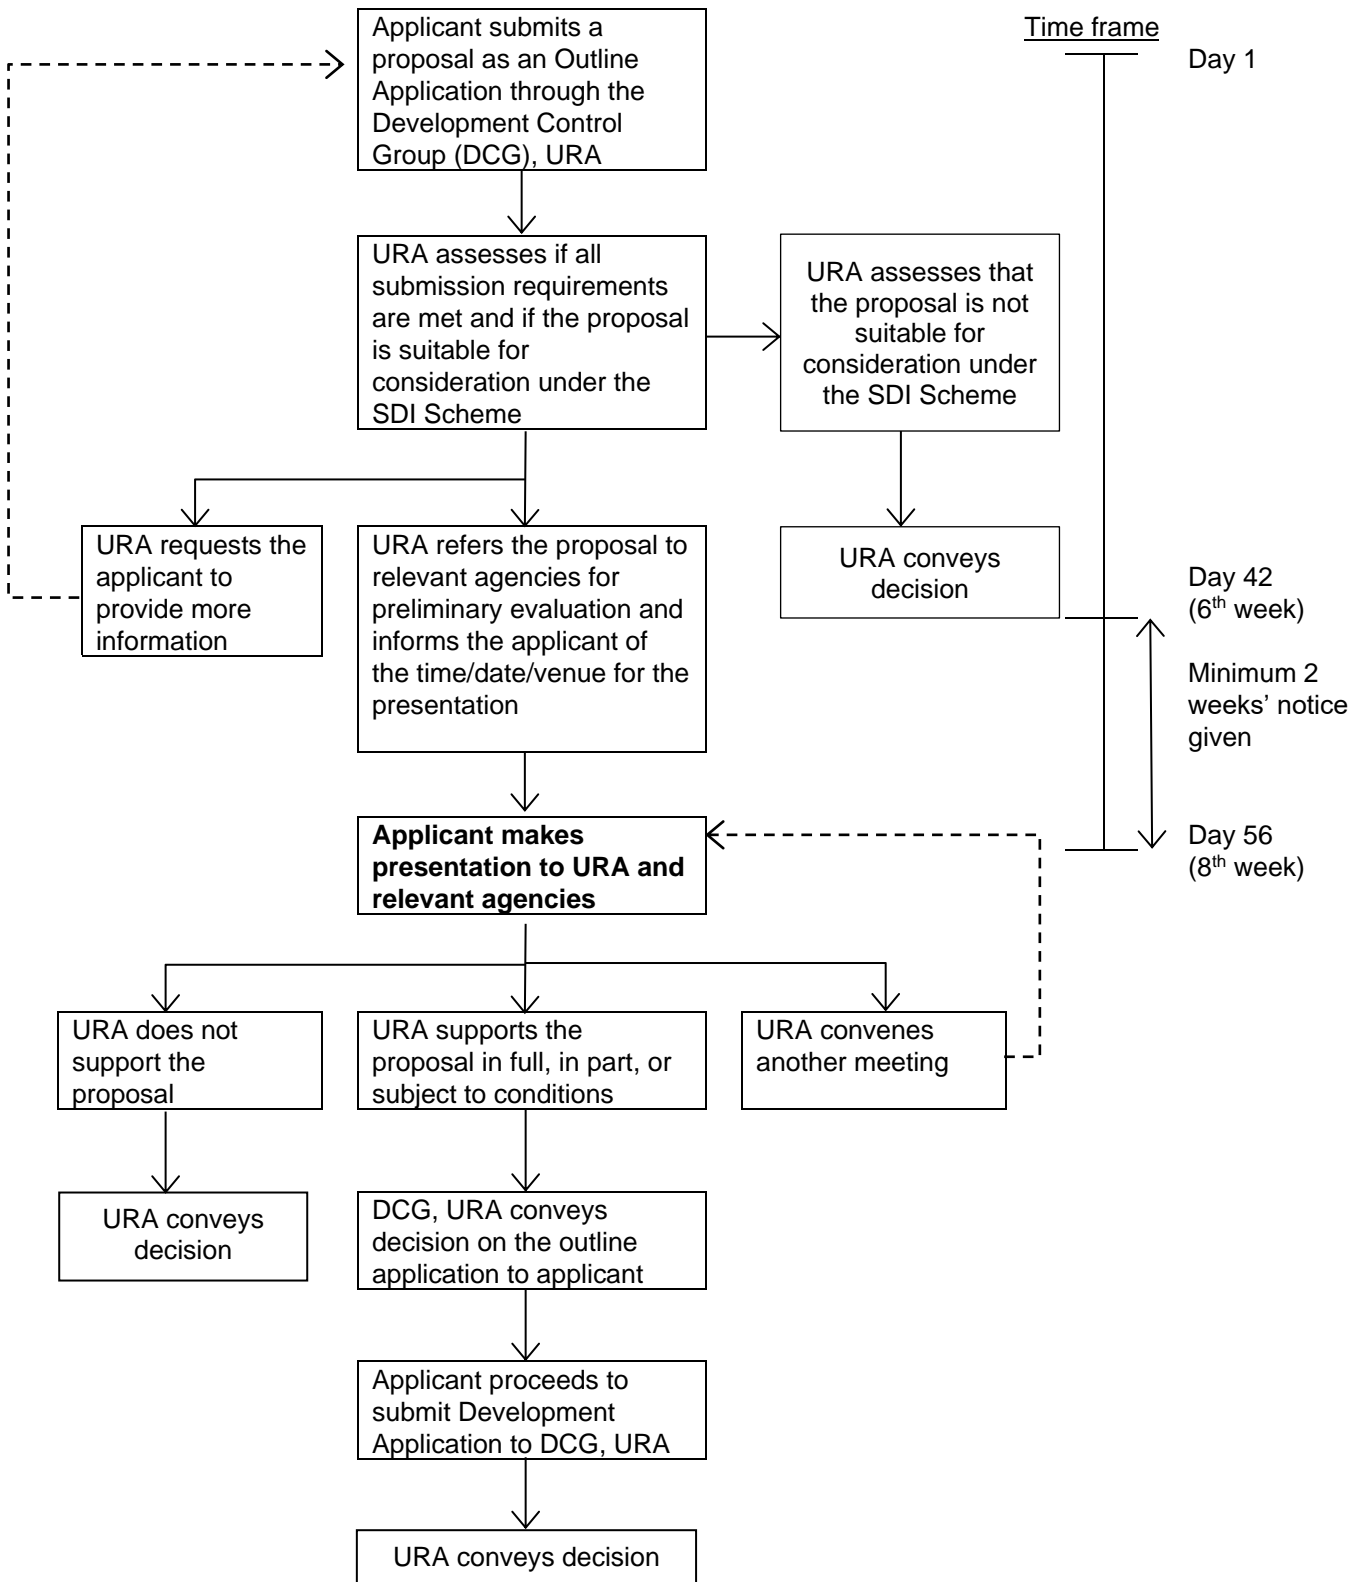 Applicant submits a
proposal as an Outline
Application through the
Development Control
Group (DCG), URA
Time frame
Day 1
URA assesses if all
submission requirements
are met and if the proposal
is suitable for
consideration under the
SDI Scheme
URA assesses that
the proposal is not
suitable for
consideration under
the SDI Scheme
URA requests the
applicant to
provide more
information
URA refers the proposal to
relevant agencies for
preliminary evaluation and
informs the applicant of
the time/date/venue for the
presentation
URA conveys
decision
Day 42
(6th week)
Minimum 2
weeks’ notice
given
Applicant makes
presentation to URA and
relevant agencies
Day 56
(8th week)
URA does not
support the
proposal
URA supports the
proposal in full, in part, or
subject to conditions
URA convenes
another meeting
URA conveys
decision
DCG, URA conveys
decision on the outline
application to applicant
Applicant proceeds to
submit Development
Application to DCG, URA
URA conveys decision